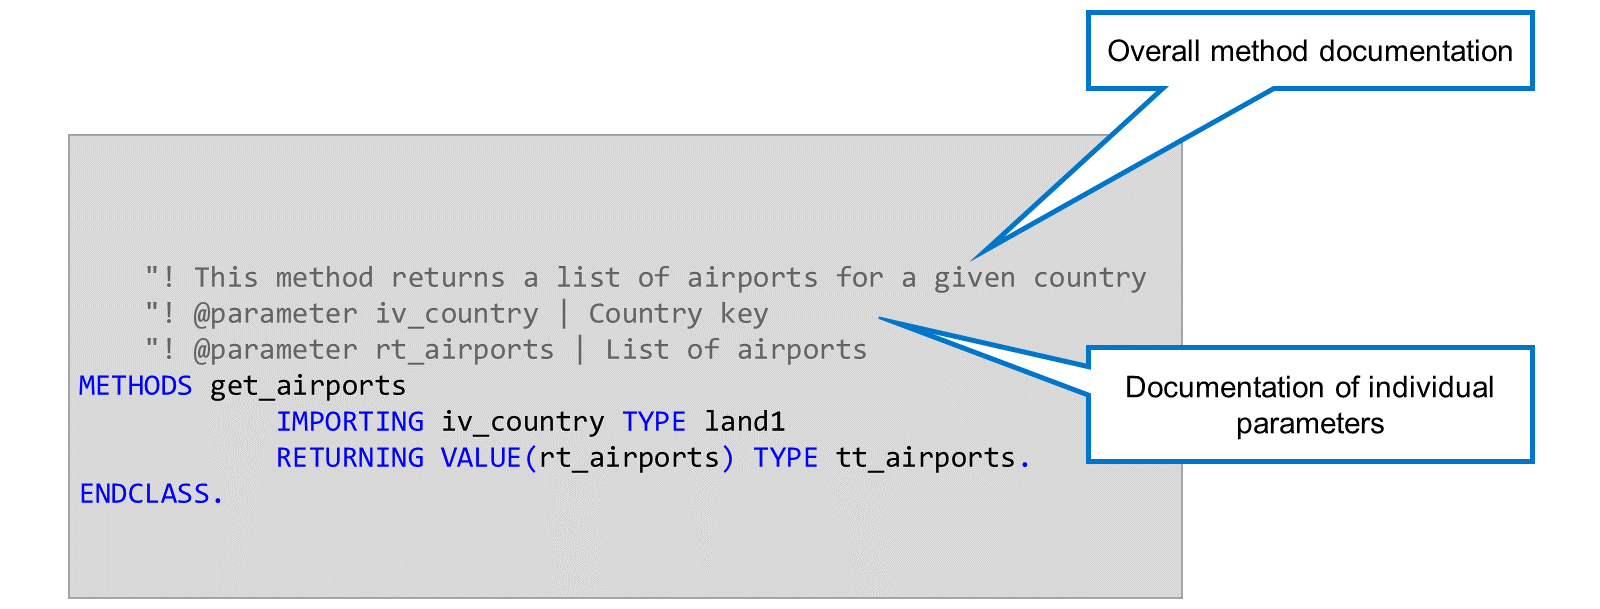 Overall method documentation
"! This method returns a list of airports for a given country
"! @parameter iv_country | Country key
"! @parameter rt_airports | List of airports
METHODS get_airports
IMPORTING iv_country TYPE land1
RETURNING VALUE(rt_airports) TYPE tt_airports.
ENDCLASS.
Documentation of individual
parameters